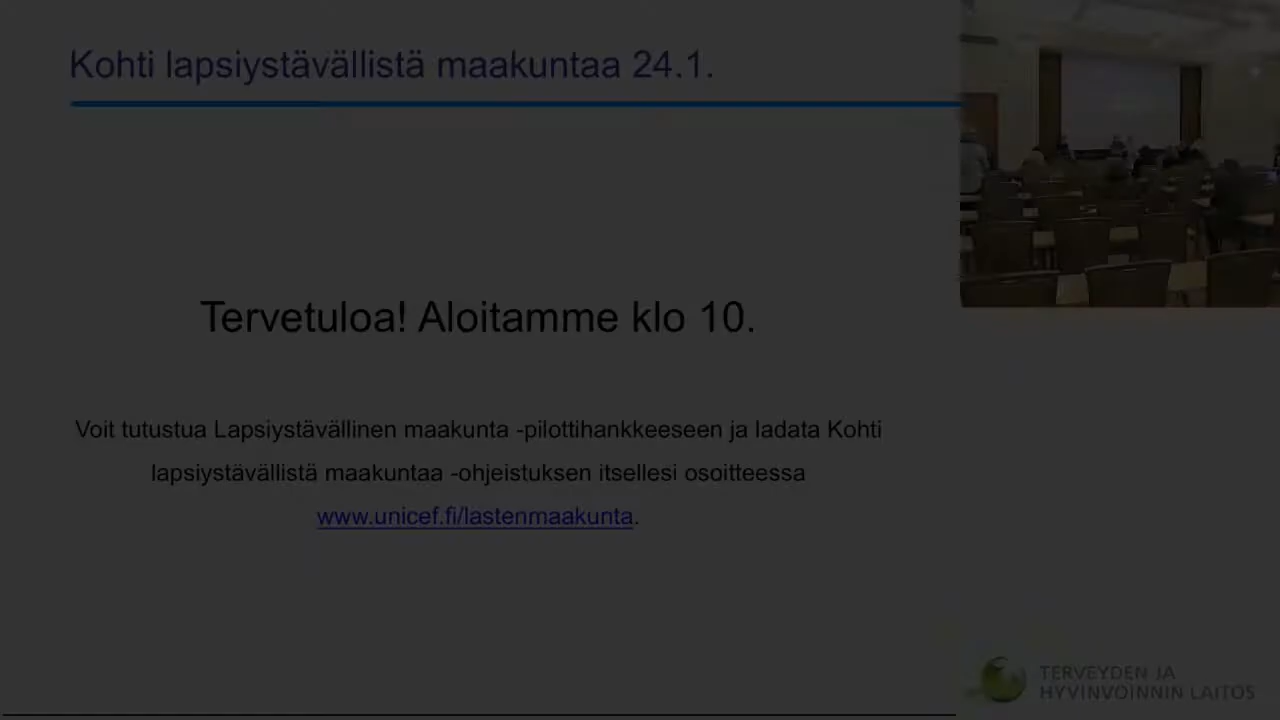 Kohti lapsiystävällistä maakuntaa 24.1.
Tervetuloa! Aloitamme klo 10.
Voit tutustua Lapsiystävällinen maakunta -pilottihankkeeseen ja ladata Kohti
lapsiystävällistä maakuntaa -ohjeistuksen itsellesi osoitteessa
www.unicef.fi/lastenmaakunta.
TERVEYDEN JA
HYVINVOINNIN LAITOS